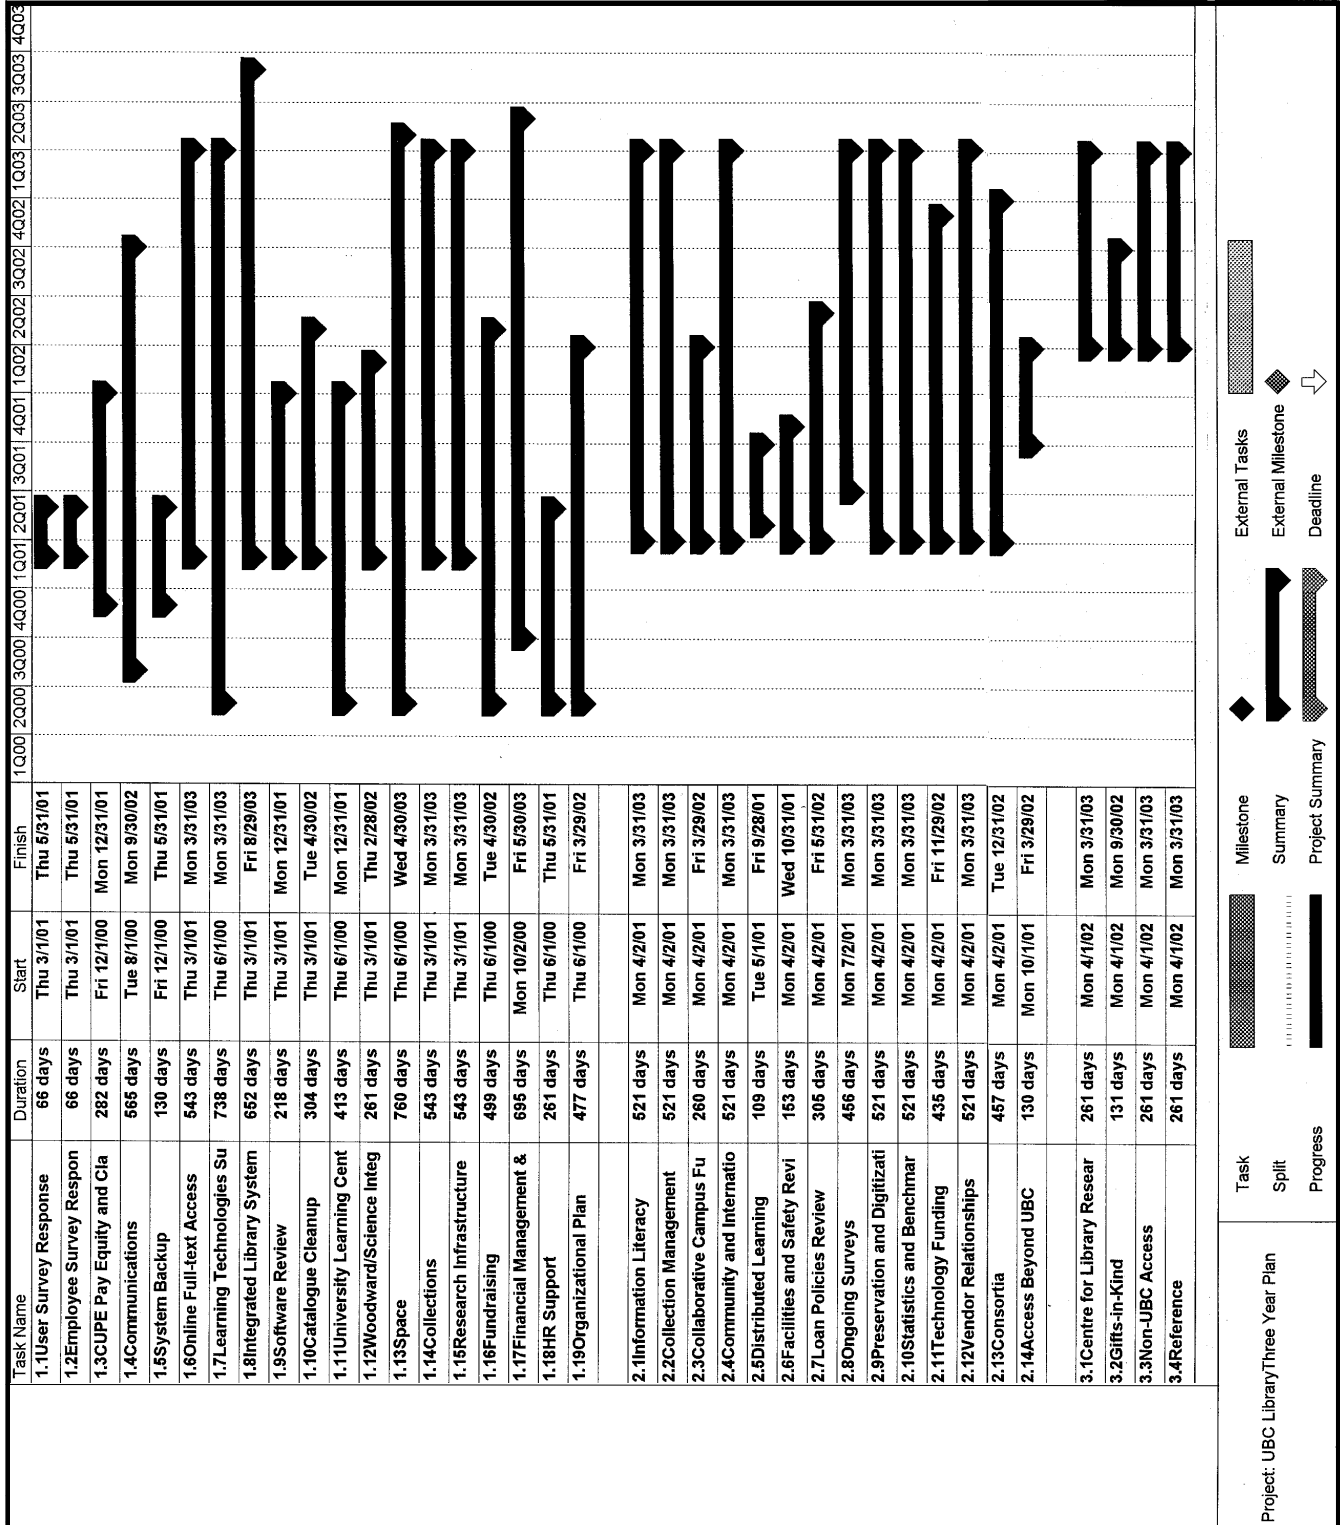 Task Name Duration Start Finish 1Q00 2Q00 3Q00 4Q00 1Q01 2Q01 3Q01 4Q01 1Q02 2Q02 3Q02 4Q02 1Q03 2Q03 3Q03 4Q03
1.1User Survey Response 66 days Thu 3/1/01 Thu 5/31/01
1.2Employee Survey Respon 66 days Thu 3/1/01 Thu 5/31/01
1.3CUPE Pay Equity and Cla 282 days Fri 12/1/00 Mon 12/31/01
1.4Communications 565 days Tue 8/1/00 Mon 9/30/02
1.5System Backup 130 days Fri 12/1/00 Thu 5/31/01
1.6Online Full-text Access 543 days Thu 3/1/01 Mon 3/31/03
1.7Learning Technologies Su 738 days Thu 6/1/00 Mon 3/31/03
1.8Integrated Library System 652 days Thu 3/1/01 Fri 8/29/03
1.9Software Review 218 days Thu 3/1/01 Mon 12/31/01
1.10Catalogue Cleanup 304 days Thu 3/1/01 Tue 4/30/02
1.11University Learning Cent 413 days Thu 6/1/00 Mon 12/31/01
1.12Woodward/Science Integ 261 days Thu 3/1/01 Thu 2/28/02
1.13Space 760 days Thu 6/1/00 Wed 4/30/03
1.14Collections 543 days Thu 3/1/01 Mon 3/31/03
1.15Research Infrastructure 543 days Thu 3/1/01 Mon 3/31/03
1.16Fundraising 499 days Thu 6/1/00 Tue 4/30/02
1.17Financial Management & 695 days Mon 10/2/00 Fri 5/30/03
1.18HR Support 261 days Thu 6/1/00 Thu 5/31/01
1.19Organizational Plan 477 days Thu 6/1/00 Fri 3/29/02
2.1Information Literacy 521 days Mon 4/2/01 Mon 3/31/03
2.2Collection Management 521 days Mon 4/2/01 Mon 3/31/03
2.3Collaborative Campus Fu 260 days Mon 4/2/01 Fri 3/29/02
2.4Community and Internatio 521 days Mon 4/2/01 Mon 3/31/03
2.5Distributed Learning 109 days Tue 5/1/01 Fri 9/28/01
2.6Facilities and Safety Revi 153 days Mon 4/2/01 Wed 10/31/01
2.7Loan Policies Review 305 days Mon 4/2/01 Fri 5/31/02
2.8Ongoing Surveys 456 days Mon 7/2/01 Mon 3/31/03
2.9Preservation and Digitizati 521 days Mon 4/2/01 Mon 3/31/03
2.10Statistics and Benchmar 521 days Mon 4/2/01 Mon 3/31/03
2.11Technology Funding 435 days Mon 4/2/01 Fri 11/29/02
2.12Vendor Relationships 521 days Mon 4/2/01 Mon 3/31/03
2.13Consortia 457 days Mon 4/2/01 Tue 12/31/02
2.14Access Beyond UBC 130 days Mon 10/1/01 Fri 3/29/02
3.1Centre for Library Resear 261 days Mon 4/1/02 Mon 3/31/03
3.2Gifts-in-Kind 131 days Mon 4/1/02 Mon 9/30/02
3.3Non-UBC Access 261 days Mon 4/1/02 Mon 3/31/03
3.4Reference 261 days Mon 4/1/02 Mon 3/31/03
Project: UBC LibraryThree Year Plan
Task Milestone External Tasks
Split Summary External Milestone
Progress Project Summary Deadline